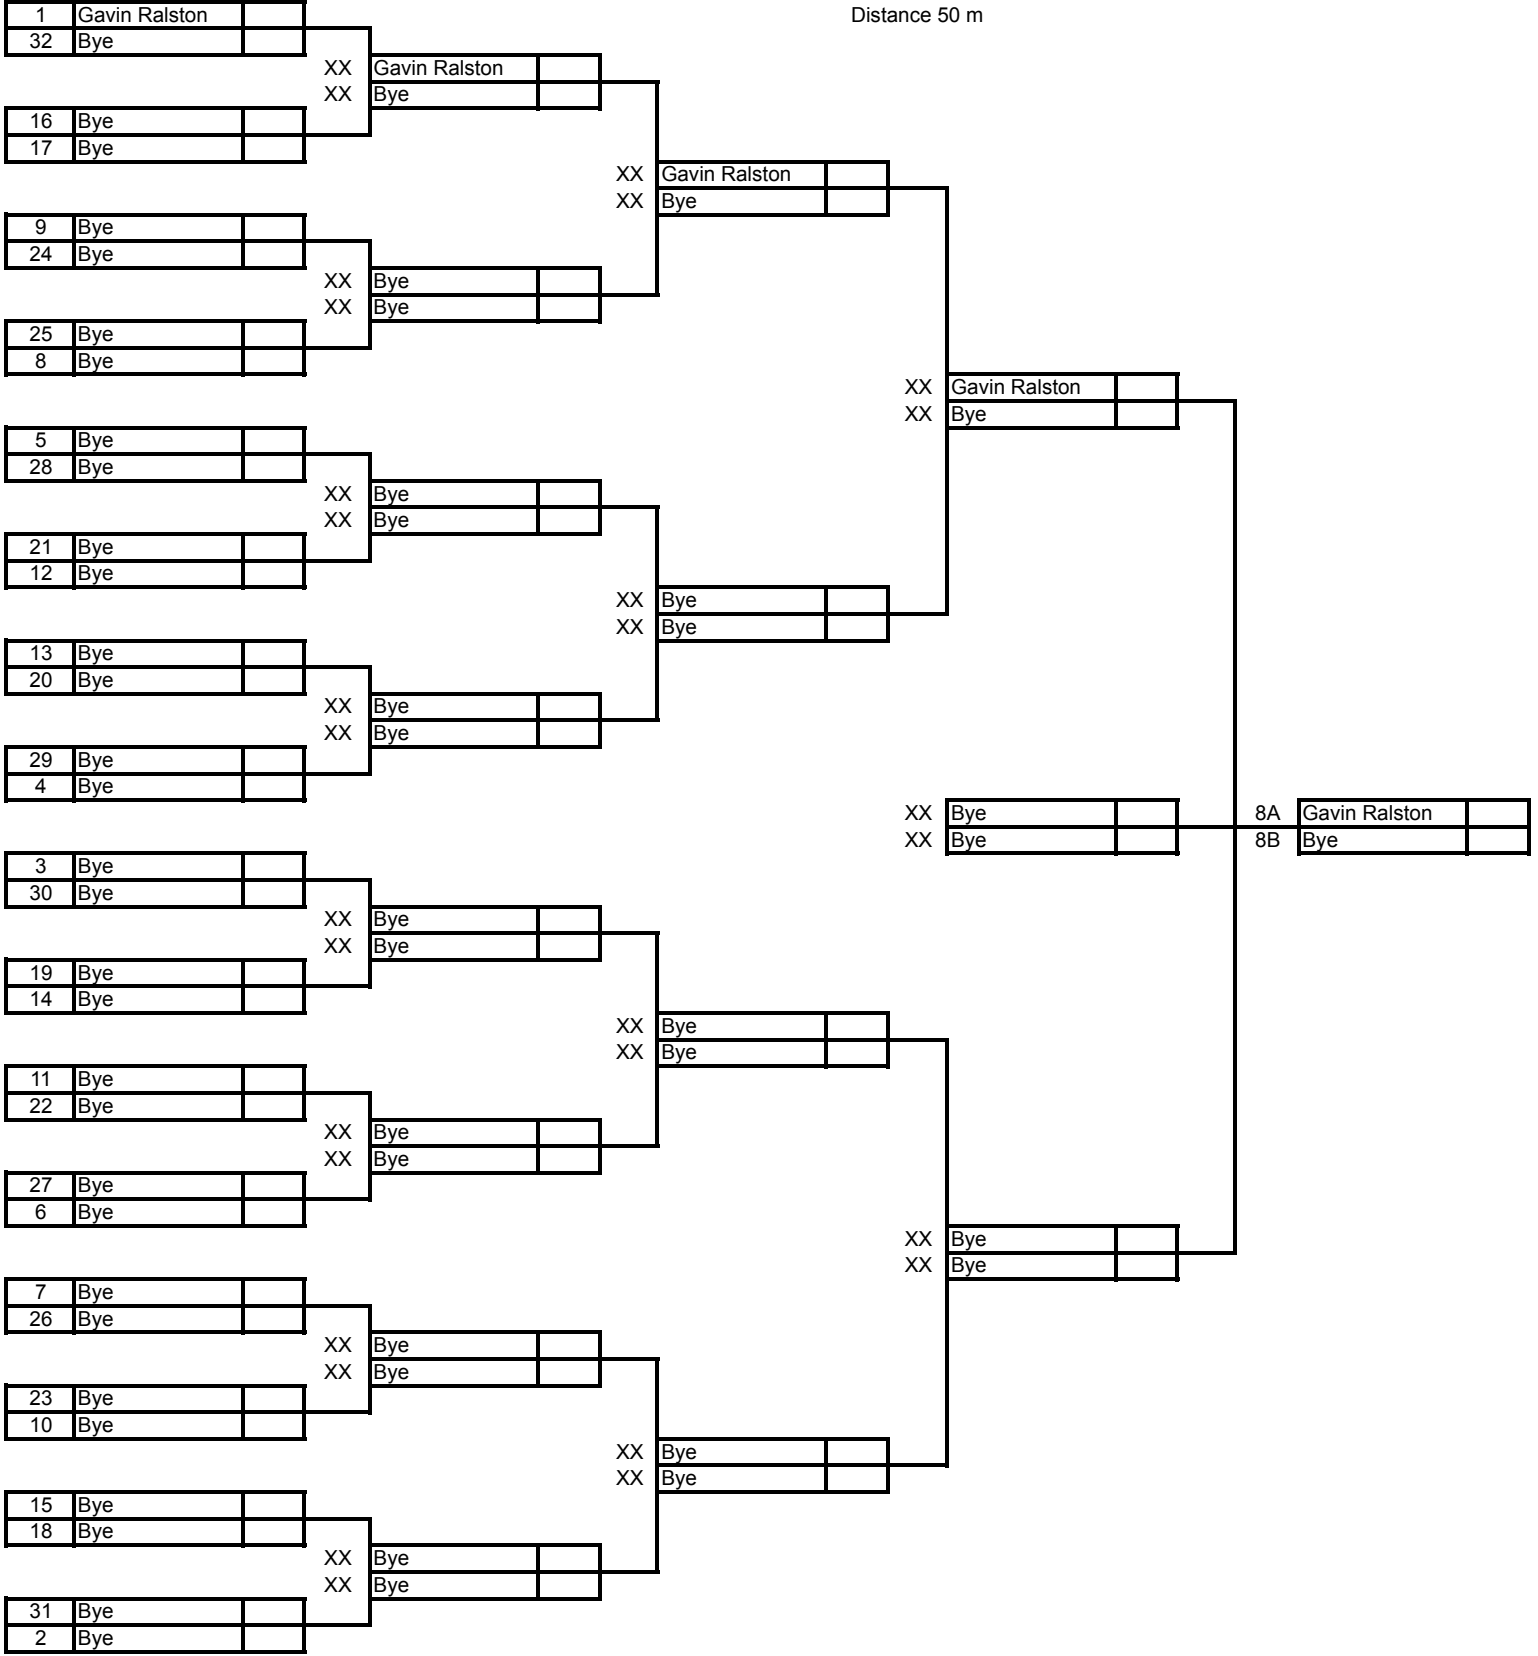 1 Gavin Ralston
Distance 50 m
32 Bye
XX Gavin Ralston
XX Bye
16 Bye
17 Bye
XX Gavin Ralston
XX Bye
9 Bye
24 Bye
XX Bye
XX Bye
25 Bye
8 Bye
XX Gavin Ralston
XX Bye
5 Bye
28 Bye
XX Bye
XX Bye
21 Bye
12 Bye
XX Bye
XX Bye
13 Bye
20 Bye
XX Bye
XX Bye
29 Bye
4 Bye
XX Bye
8A Gavin Ralston
XX Bye
8B Bye
3 Bye
30 Bye
XX Bye
XX Bye
19 Bye
14 Bye
XX Bye
XX Bye
11 Bye
22 Bye
XX Bye
XX Bye
27 Bye
6 Bye
XX Bye
XX Bye
7 Bye
26 Bye
XX Bye
XX Bye
23 Bye
10 Bye
XX Bye
XX Bye
15 Bye
18 Bye
XX Bye
XX Bye
31 Bye
2 Bye